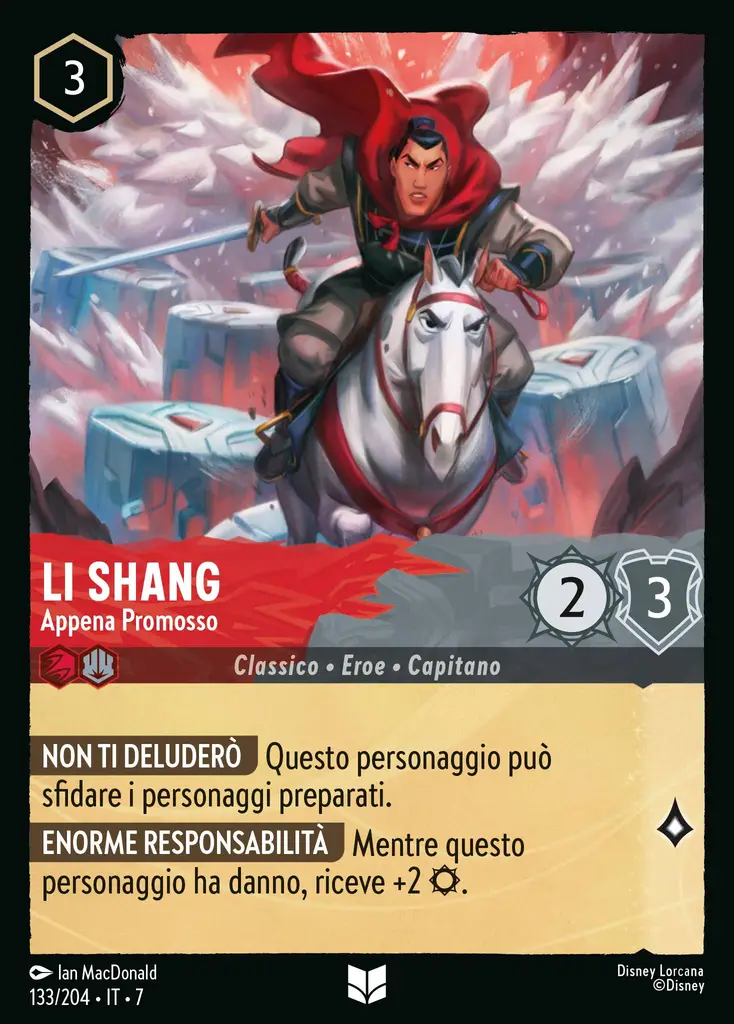 3
LI SHANG
Appena Promosso
2
3
Classico • Eroe • Capitano
NON TI DELUDERÒ Questo personaggio può
sfidare i personaggi preparati.
ENORME RESPONSABILITÀ Mentre questo
personaggio ha danno, riceve +2 .
Ian MacDonald
133/204 • IT • 7
Disney Lorcana
©Disney